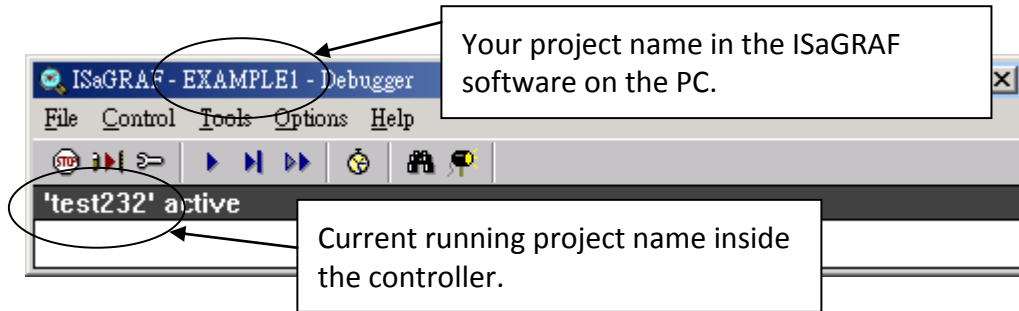 Your project name in the ISaGRAF
software on the PC.
ISaGRAF - EXAMPLE1 - Debugger
File Control Tools Options Help
STOP
'test232' active
Current running project name inside
the controller.